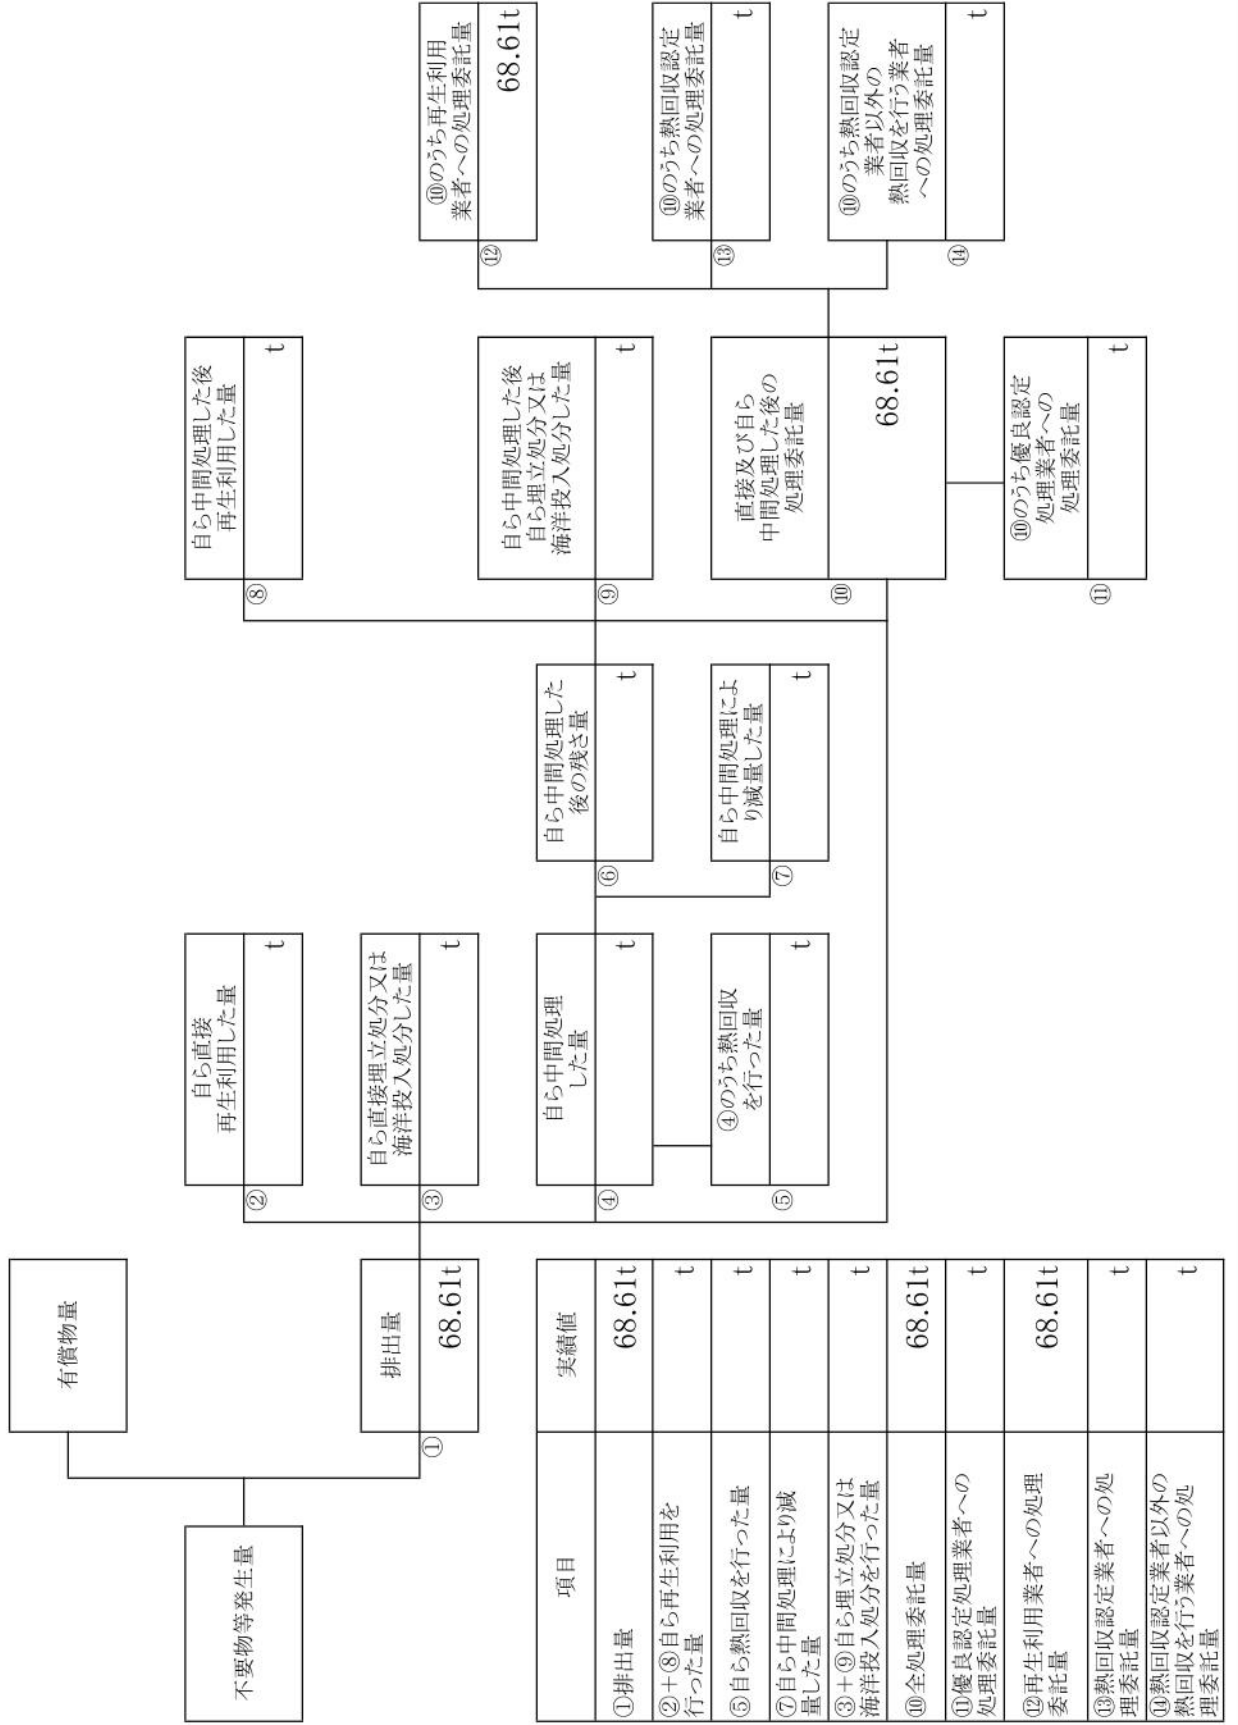 有償物量
不要物等発生量
排出量
①
68.61t
自ら直接
再生利用した量
②
t
自ら直接埋立処分又は
海洋投入処分した量
③
t
自ら中間処理
した量
④
t
④のうち熱回収
を行った量
⑤
t
自ら中間処理した
後の残さ量
⑥
t
自ら中間処理によ
り減量した量
⑦
t
自ら中間処理した後
再生利用した量
⑧
t
自ら中間処理した後
自ら埋立処分又は
海洋投入処分した量
⑨
t
直接及び自ら
中間処理した後の
処理委託量
⑩
68.61t
⑩のうち優良認定
処理業者への
処理委託量
⑪
t
⑩のうち再生利用
業者への処理委託量
⑫
68.61t
⑩のうち熱回収認定
業者への処理委託量
⑬
t
⑩のうち熱回収認定
業者以外の
熱回収を行う業者
への処理委託量
⑭
t
項目 実績値
①排出量 68.61t
②+⑧自ら再生利用を
行った量 t
⑤自ら熱回収を行った量 t
⑦自ら中間処理により減
量した量 t
③+⑨自ら埋立処分又は
海洋投入処分を行った量 t
⑩全処理委託量 68.61t
⑪優良認定処理業者への
処理委託量 t
⑫再生利用業者への処理
委託量 68.61t
⑬熱回収認定業者への処
理委託量 t
⑭熱回収認定業者以外の
熱回収を行う業者への処
理委託量 t